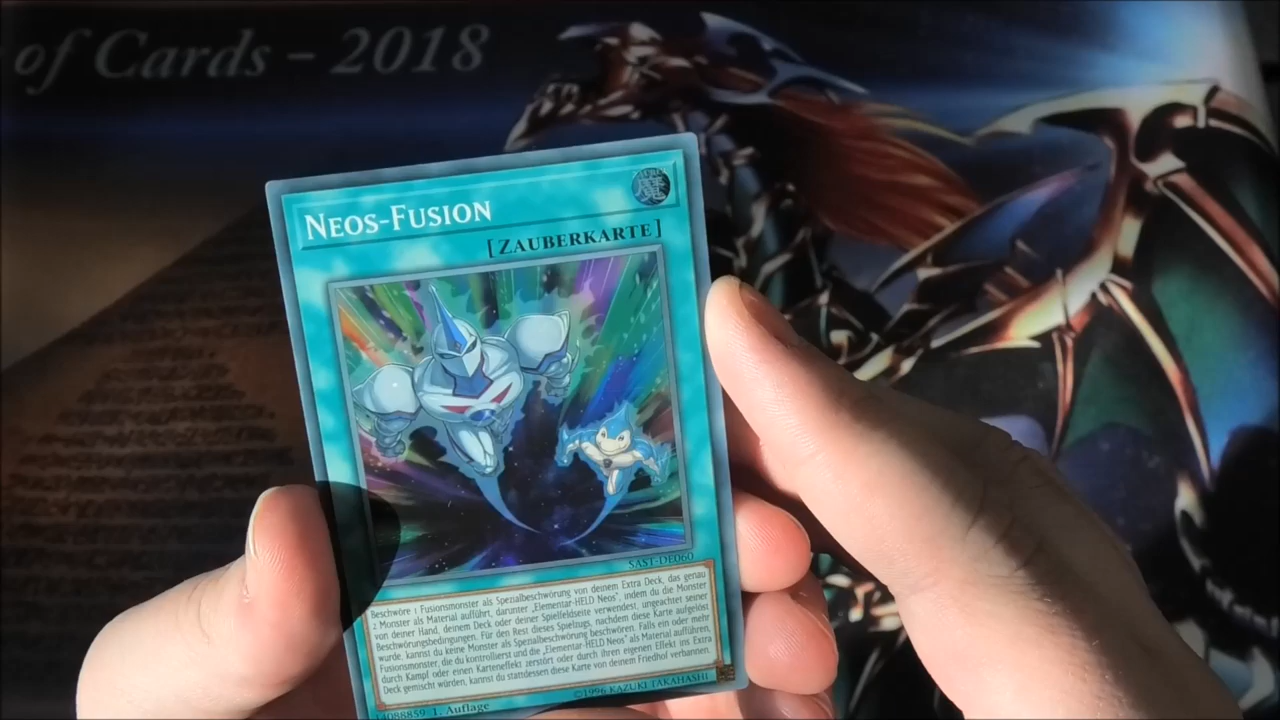 of Cards – 2018
NEOS-FUSION
[ZAUBERKARTE]
SAST-DE060
Beschwöre 1 Fusionsmonster als Spezialbeschwörung von deinem Extra Deck, das genau
2 Monster als Material aufführt, darunter „Elementar-HELD Neos", indem du die Monster
von deiner Hand, deinem Deck oder deiner Spielfeldseite verwendest, ungeachtet seiner
Beschwörungsbedingungen. Für den Rest dieses Spielzugs, nachdem diese Karte aufgelöst
wurde, kannst du keine Monster als Spezialbeschwörung beschwören. Falls ein oder mehr
Fusionsmonster, die du kontrollierst und die „Elementar-HELD Neos" als Material aufführen,
durch Kampf oder einen Karteneffekt zerstört oder durch ihren eigenen Effekt ins Extra
Deck gemischt würden, kannst du stattdessen diese Karte von deinem Friedhof verbannen.
14088859 1. Auflage
©1996 KAZUKI TAKAHASHI